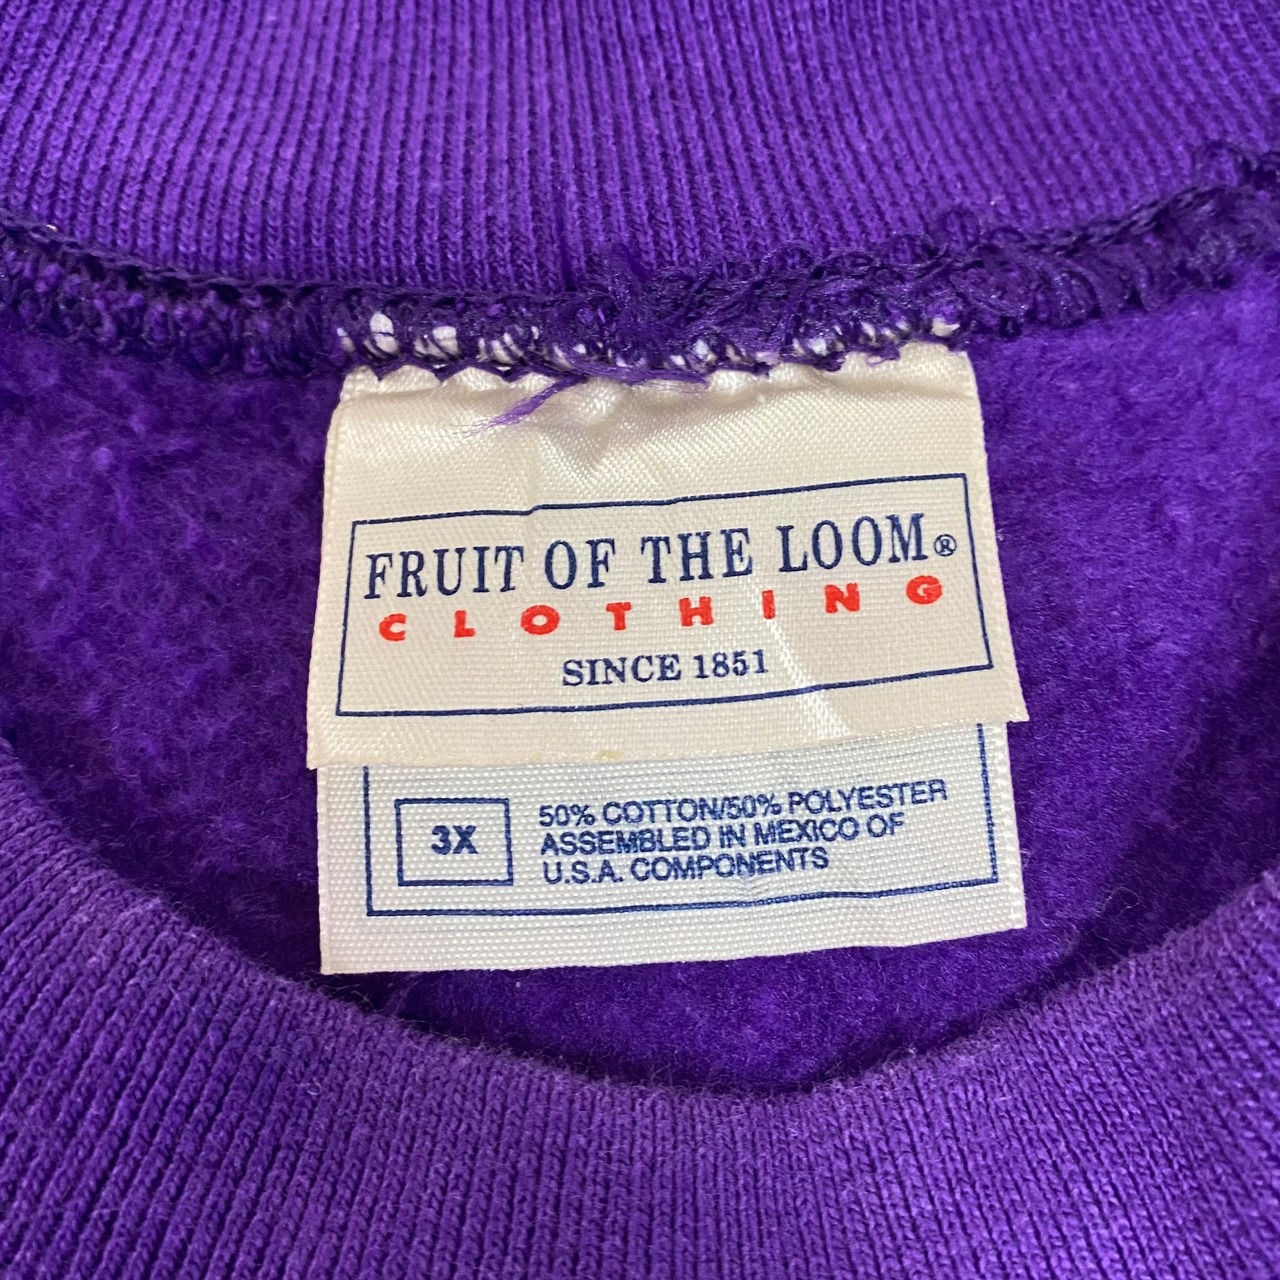 FRUIT OF THE LOOM®
CLOTHING
SINCE 1851
3X
50% COTTON/50% POLYESTER
ASSEMBLED IN MEXICO OF
U.S.A. COMPONENTS